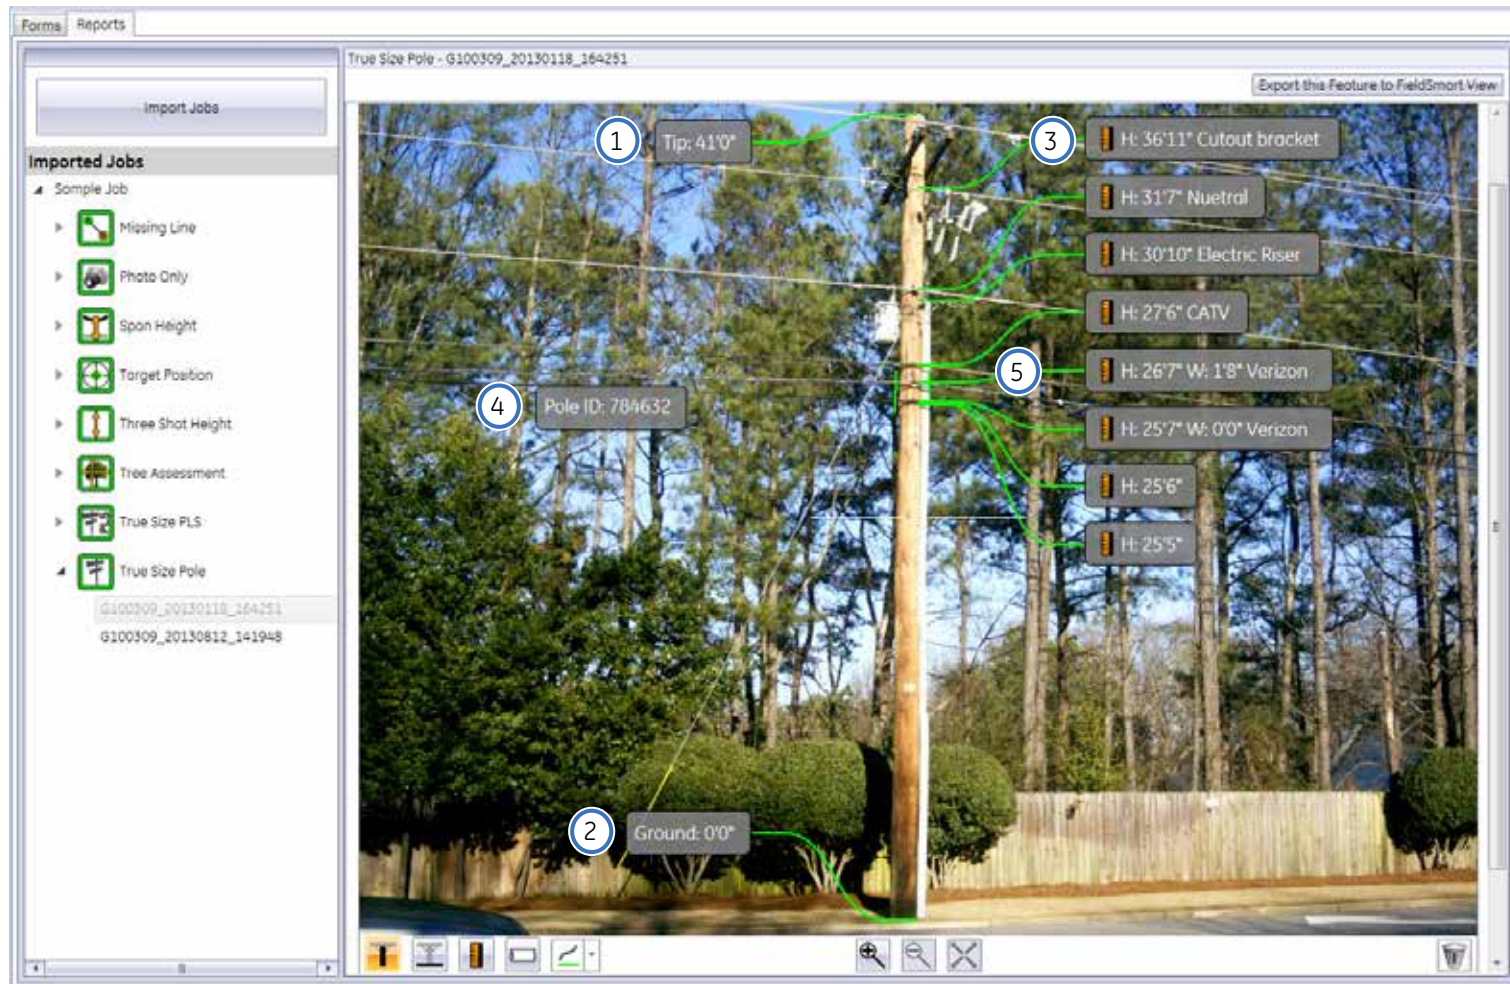 Forms Reports
Import Jobs
Imported Jobs
Sample Job
Missing Line
Photo Only
Span Height
Target Position
Three Shot Height
Tree Assessment
True Size PLS
True Size Pole
G100309_20130118_164251
G100309_20130812_141948
True Size Pole - G100309_20130118_164251
Export this Feature to FieldSmart View
1 Tip: 41'0"
3 H: 36'11" Cutout bracket
H: 31'7" Nuetral
H: 30'10" Electric Riser
H: 27'6" CATV
5 H: 26'7" W: 1'8" Verizon
4 Pole ID: 784632
H: 25'7" W: 0'0" Verizon
H: 25'6"
H: 25'5"
2 Ground: 0'0"